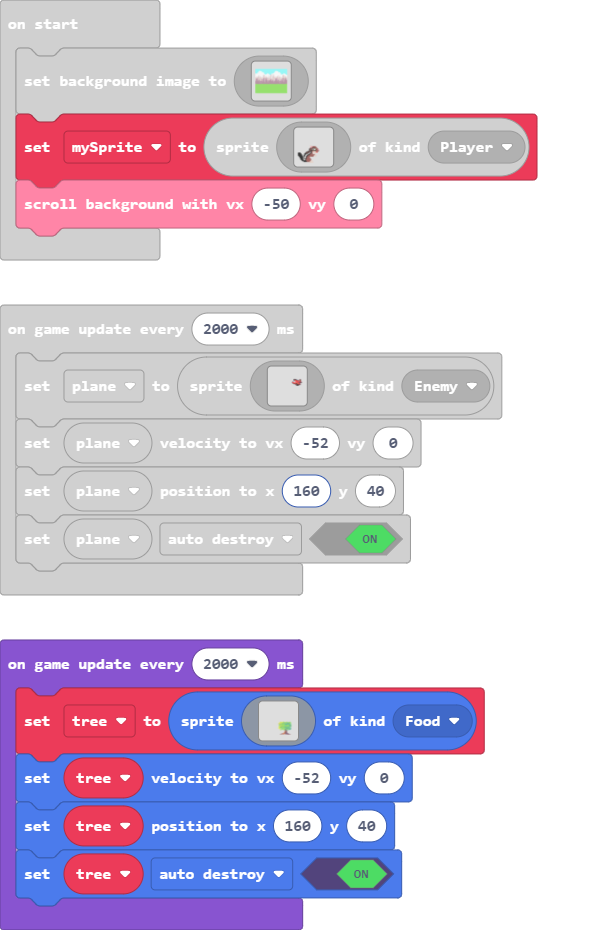 on start
set background image to
set mySprite to sprite of kind Player
scroll background with vx -50 vy 0
on game update every 2000 ms
set plane to sprite of kind Enemy
set plane velocity to vx -52 vy 0
set plane position to x 160 y 40
set plane auto destroy ON
on game update every 2000 ms
set tree to sprite of kind Food
set tree velocity to vx -52 vy 0
set tree position to x 160 y 40
set tree auto destroy ON